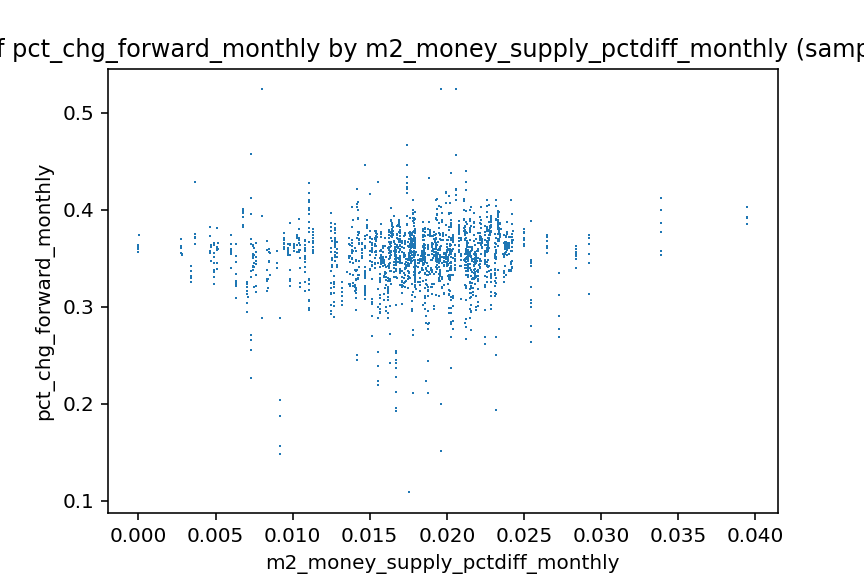 pct_chg_forward_monthly by m2_money_supply_pctdiff_monthly
pct_chg_forward_monthly
0.5
0.4
0.3
0.2
0.1
0.000 0.005 0.010 0.015 0.020 0.025 0.030 0.035 0.040
m2_money_supply_pctdiff_monthly